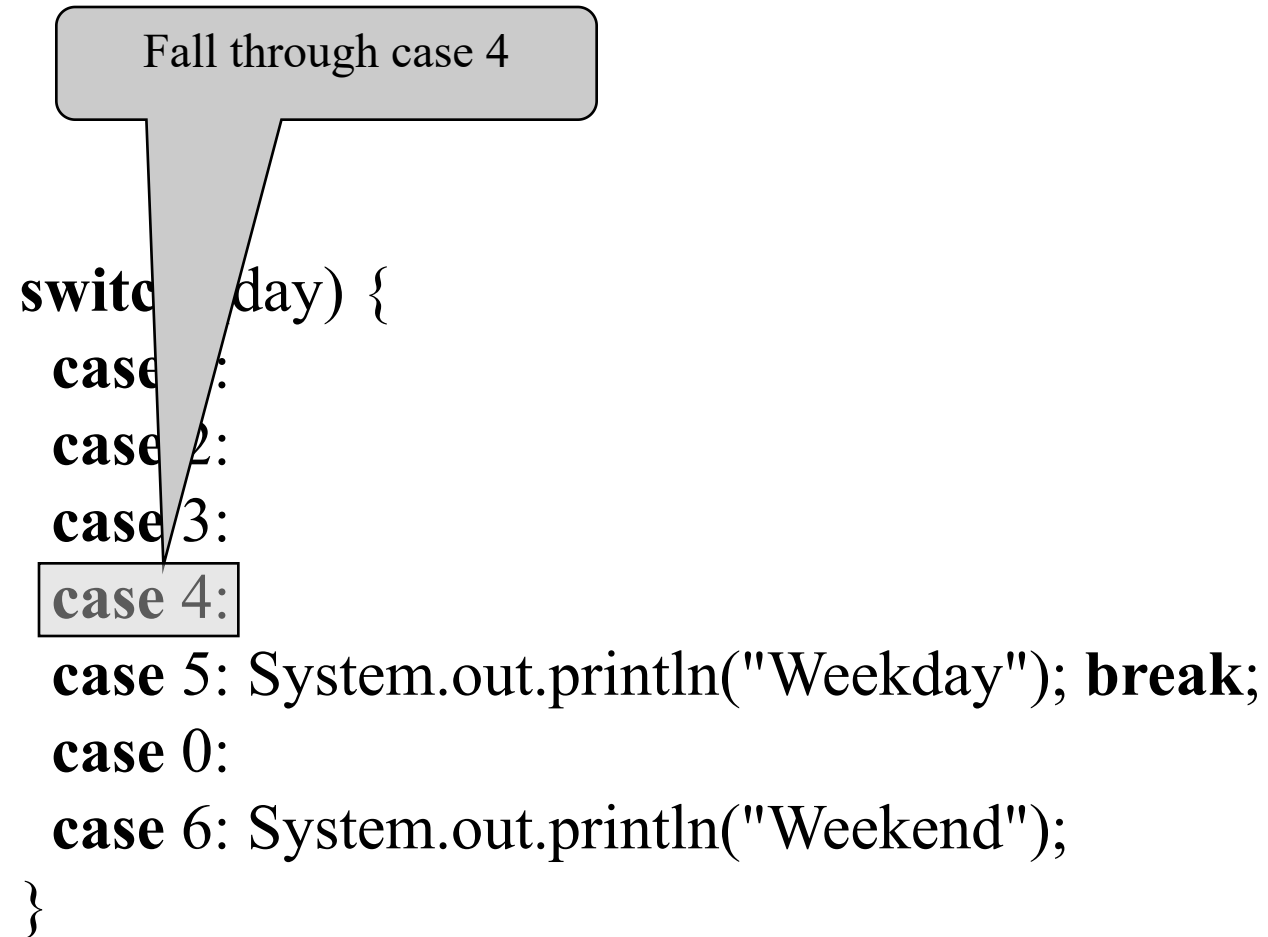 Fall through case 4
switc day) {
case :
case 2:
case 3:
case 4:
case 5: System.out.println("Weekday"); break;
case 0:
case 6: System.out.println("Weekend");
}